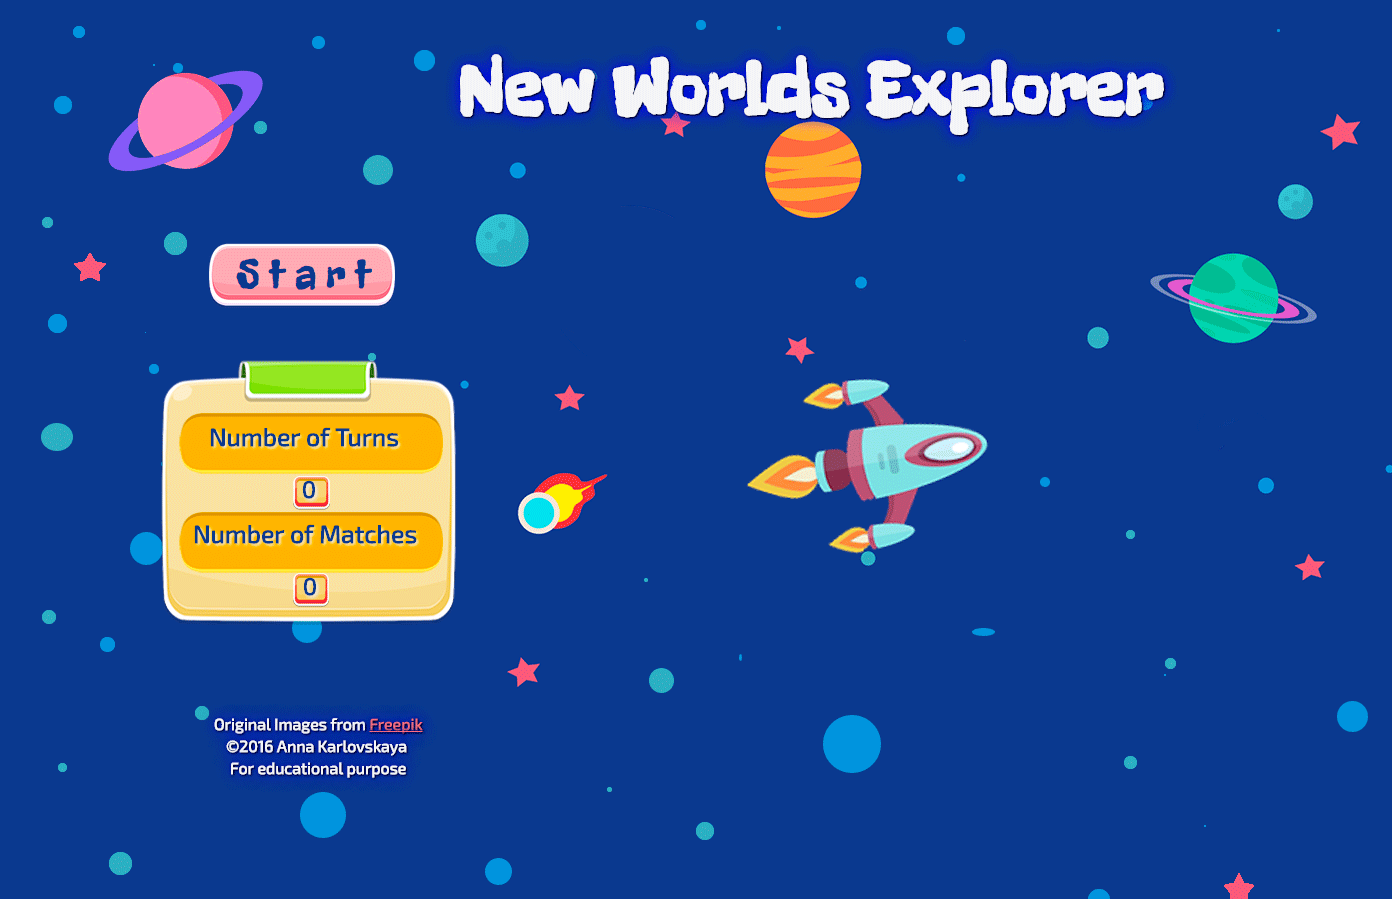 New Worlds Explorer
Start
Number of Turns
0
Number of Matches
0
Original Images from Freepik
©2016 Anna Karlovskaya
For educational purpose